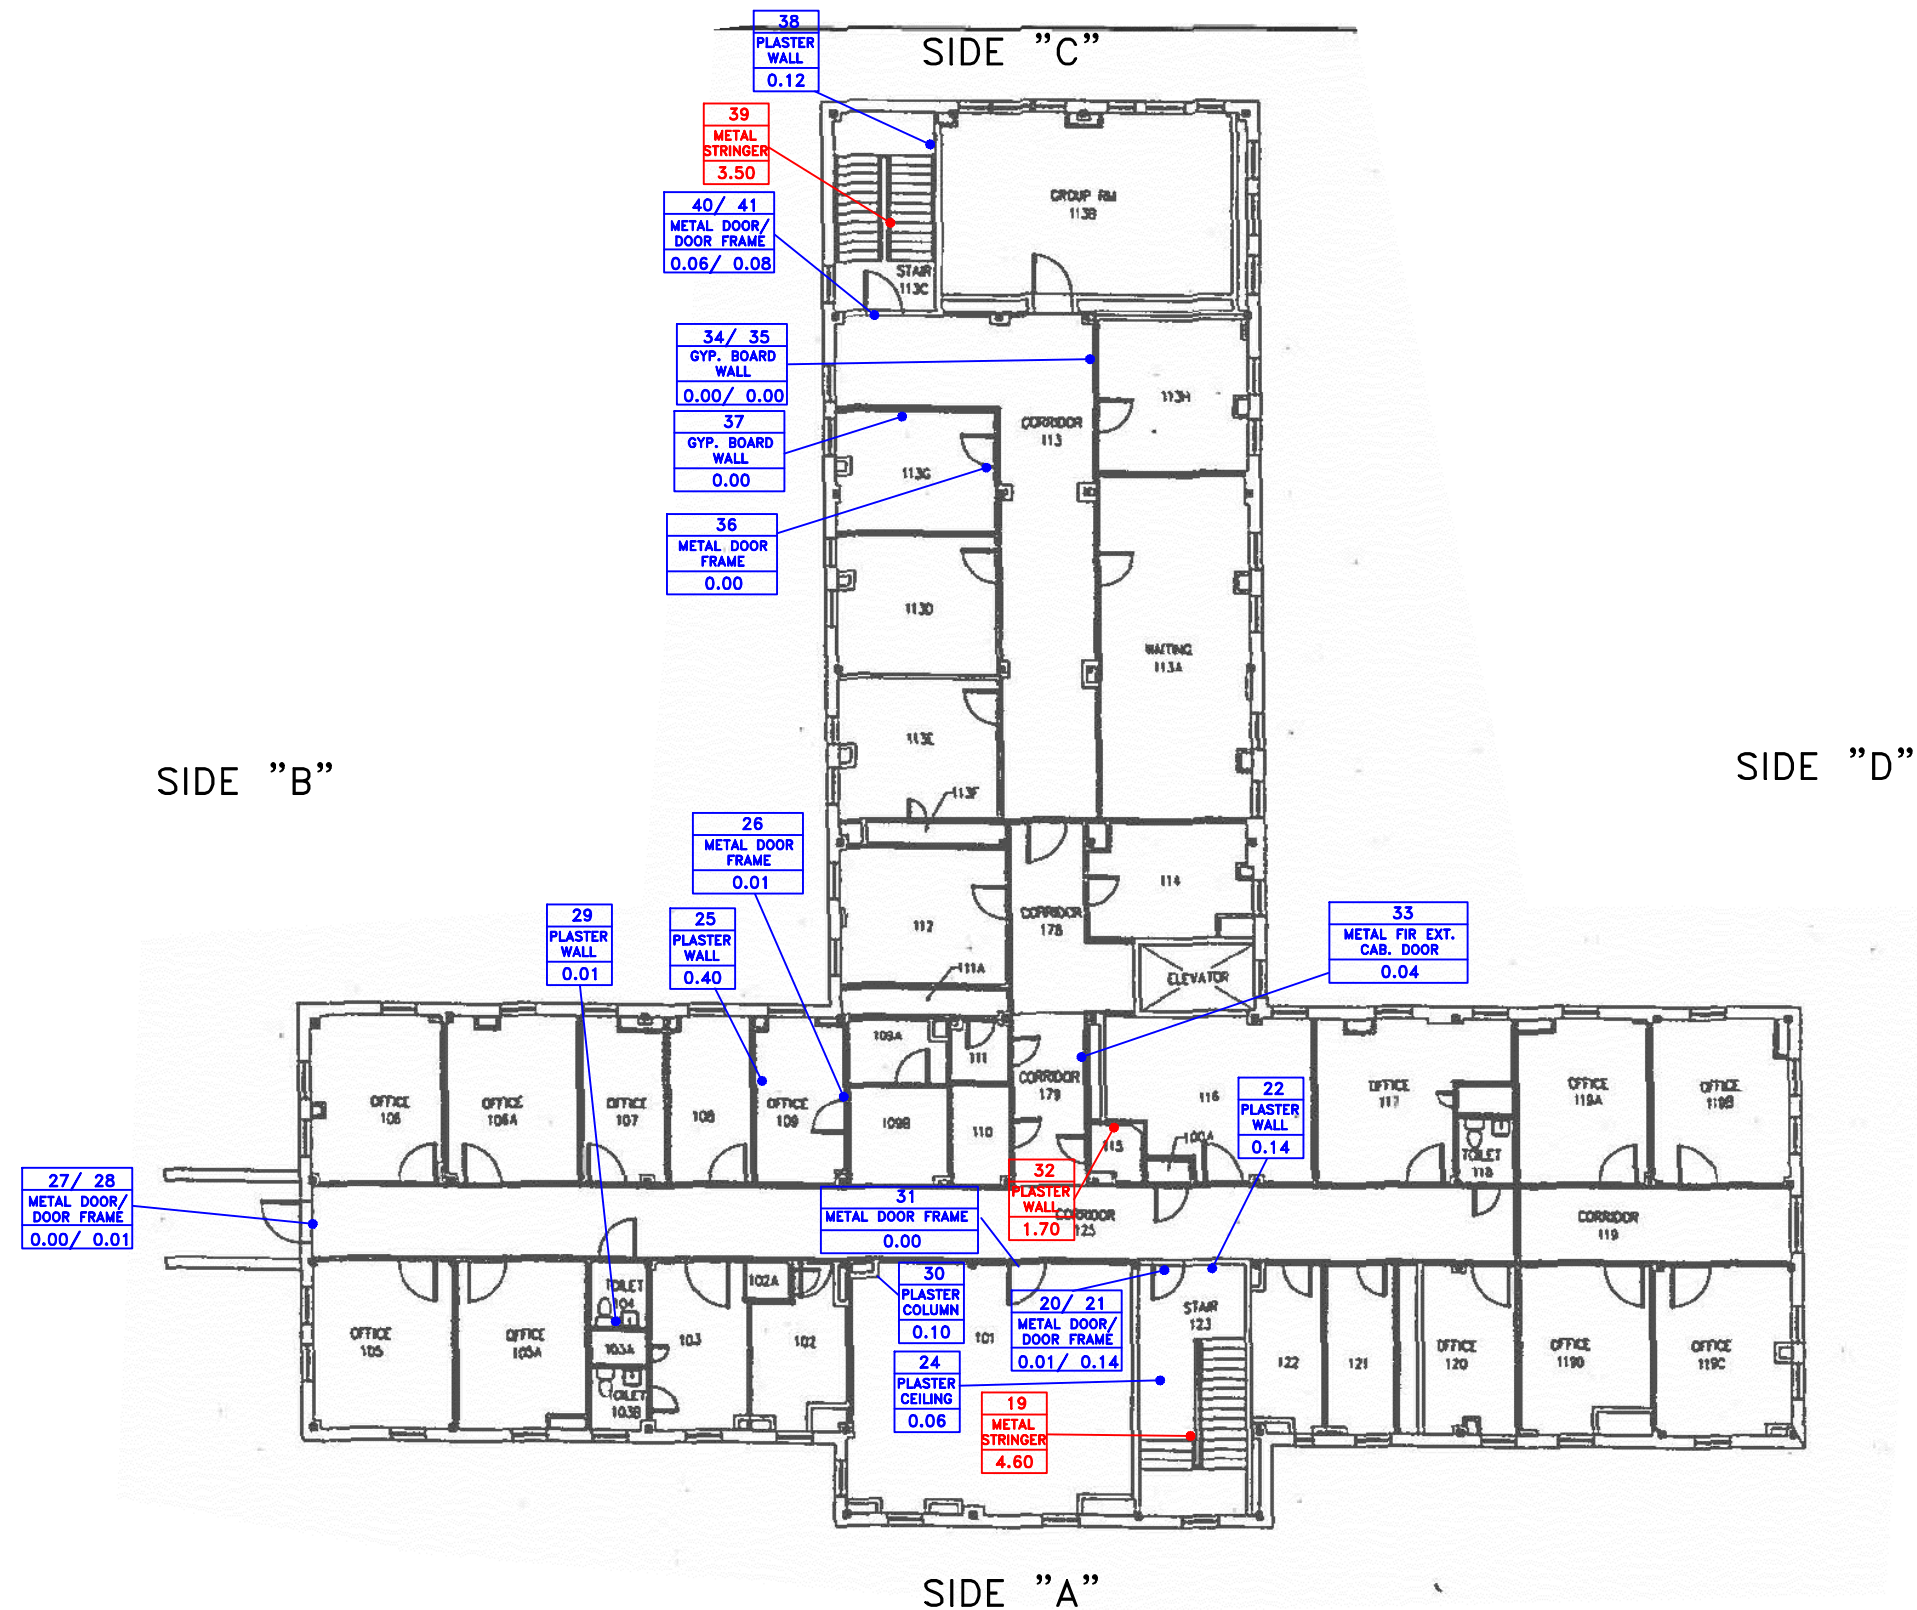 38
PLASTER
WALL
0.12
SIDE "C"
39
METAL
STRINGER
3.50
40/ 41
METAL DOOR/
DOOR FRAME
0.06/ 0.08
GROUP RM
113B
STAIR
113C
34/ 35
GYP. BOARD
WALL
0.00/ 0.00
113H
37
GYP. BOARD
WALL
0.00
CORRIDOR
113
113G
36
METAL DOOR
FRAME
0.00
113D
WAITING
113A
113E
SIDE "B"
SIDE "D"
113F
26
METAL DOOR
FRAME
0.01
114
29
PLASTER
WALL
0.01
25
PLASTER
WALL
0.40
112
CORRIDOR
178
33
METAL FIR EXT.
CAB. DOOR
0.04
111A
ELEVATOR
109A
111
CORRIDOR
179
OFFICE
106
OFFICE
106A
OFFICE
107
108
OFFICE
109
109B
110
115
116
100A
22
PLASTER
WALL
0.14
OFFICE
117
TOILET
118
OFFICE
119A
OFFICE
119B
27/ 28
METAL DOOR/
DOOR FRAME
0.00/ 0.01
31
METAL DOOR FRAME
0.00
32
PLASTER
WALL
1.70
CORRIDOR
125
CORRIDOR
119
TOILET
104
102A
30
PLASTER
COLUMN
0.10
20/ 21
METAL DOOR/
DOOR FRAME
0.01/ 0.14
STAIR
123
OFFICE
105
OFFICE
105A
103A
103
102
101
TOILET
103B
24
PLASTER
CEILING
0.06
122
121
OFFICE
120
OFFICE
119D
OFFICE
119C
19
METAL
STRINGER
4.60
SIDE "A"